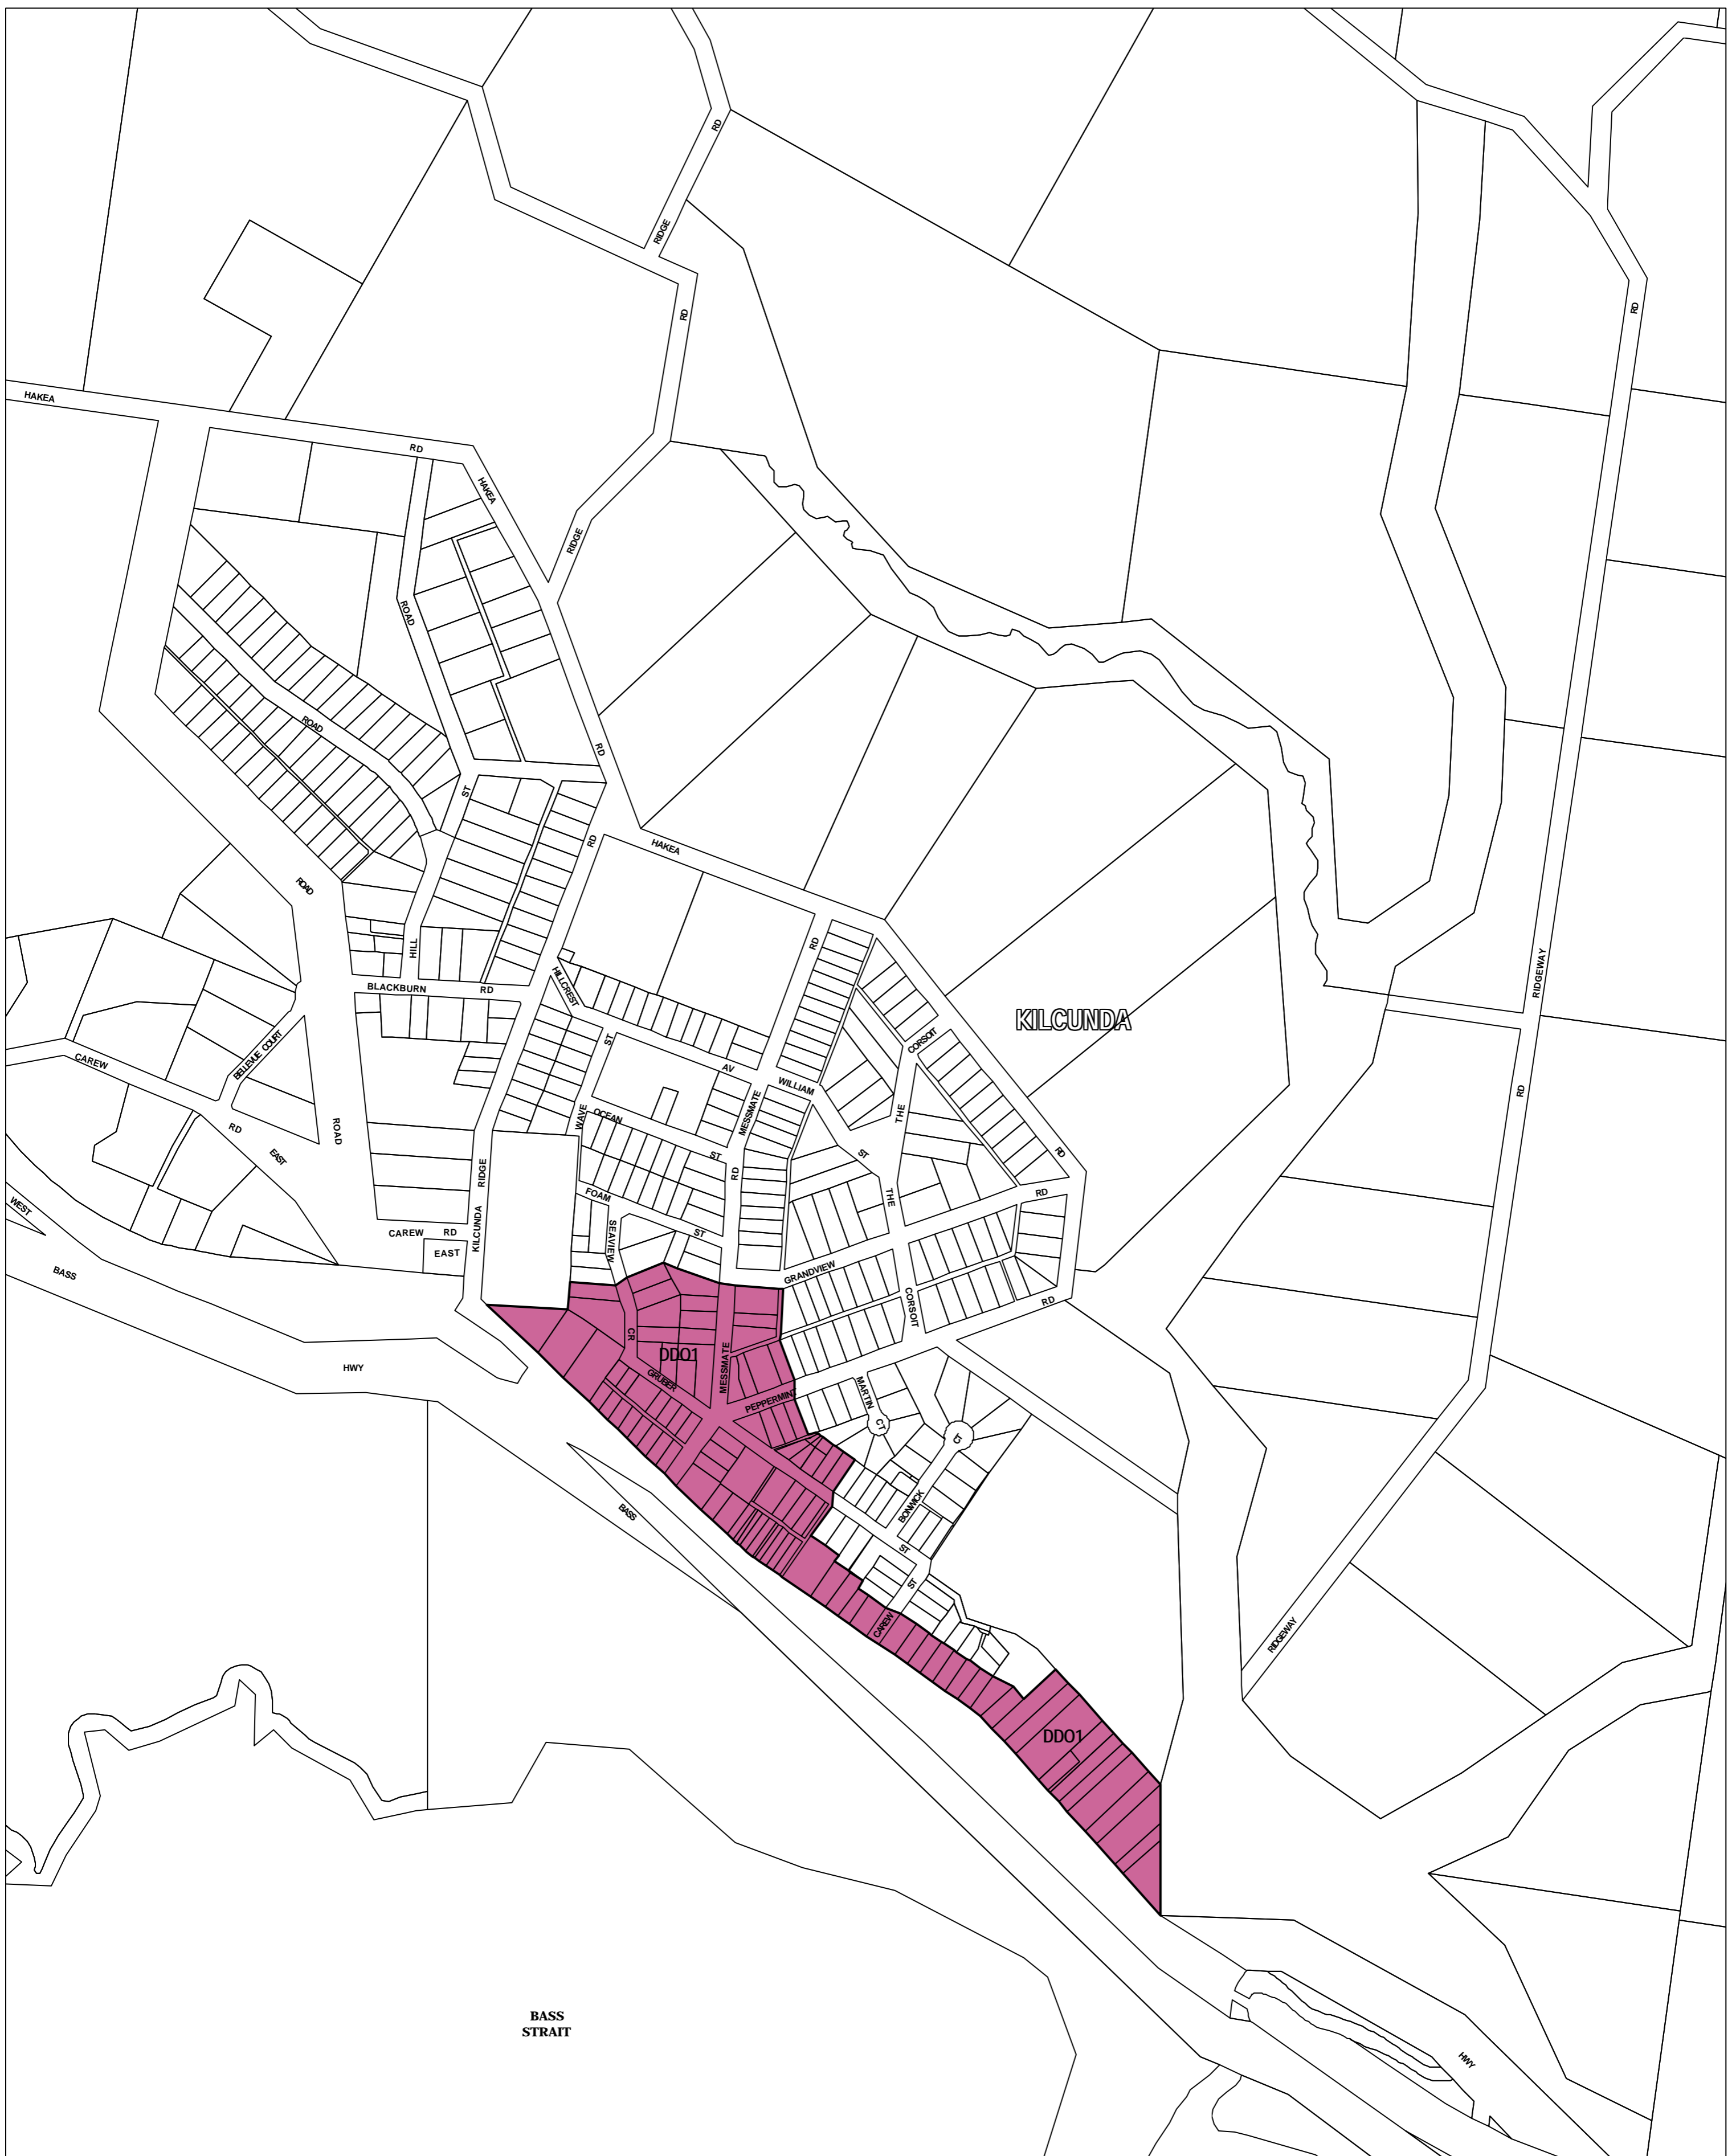 RD
RIDGE
RD
RD
HAKEA
RD
HAKEA
RIDGE
ROAD
ROAD
RD
ST
RD
HAKEA
ROAD
RD
HILL
RIDGEWAY
BLACKBURN RD
HILLCREST
KILCUNDA
CORSOIT
ST
BELLEVUE COURT
CAREW
AV
WILLIAM
RD
MESSMATE
THE
WAVE
OCEAN
RD
ROAD
EAST
ST
ST
RD
RD
RIDGE
FOAM
THE
RD
WEST
KILCUNDA
CAREW RD
SEAVIEW
ST
EAST
BASS
GRANDVIEW
CORSOIT
RD
CR
DDO1
MESSMATE
HWY
GRUBER
MARTIN
PEPPERMINT
CT
CT
BONWICK
BASS
ST
ST
CAREW
RIDGEWAY
DDO1
BASS
STRAIT
HWY